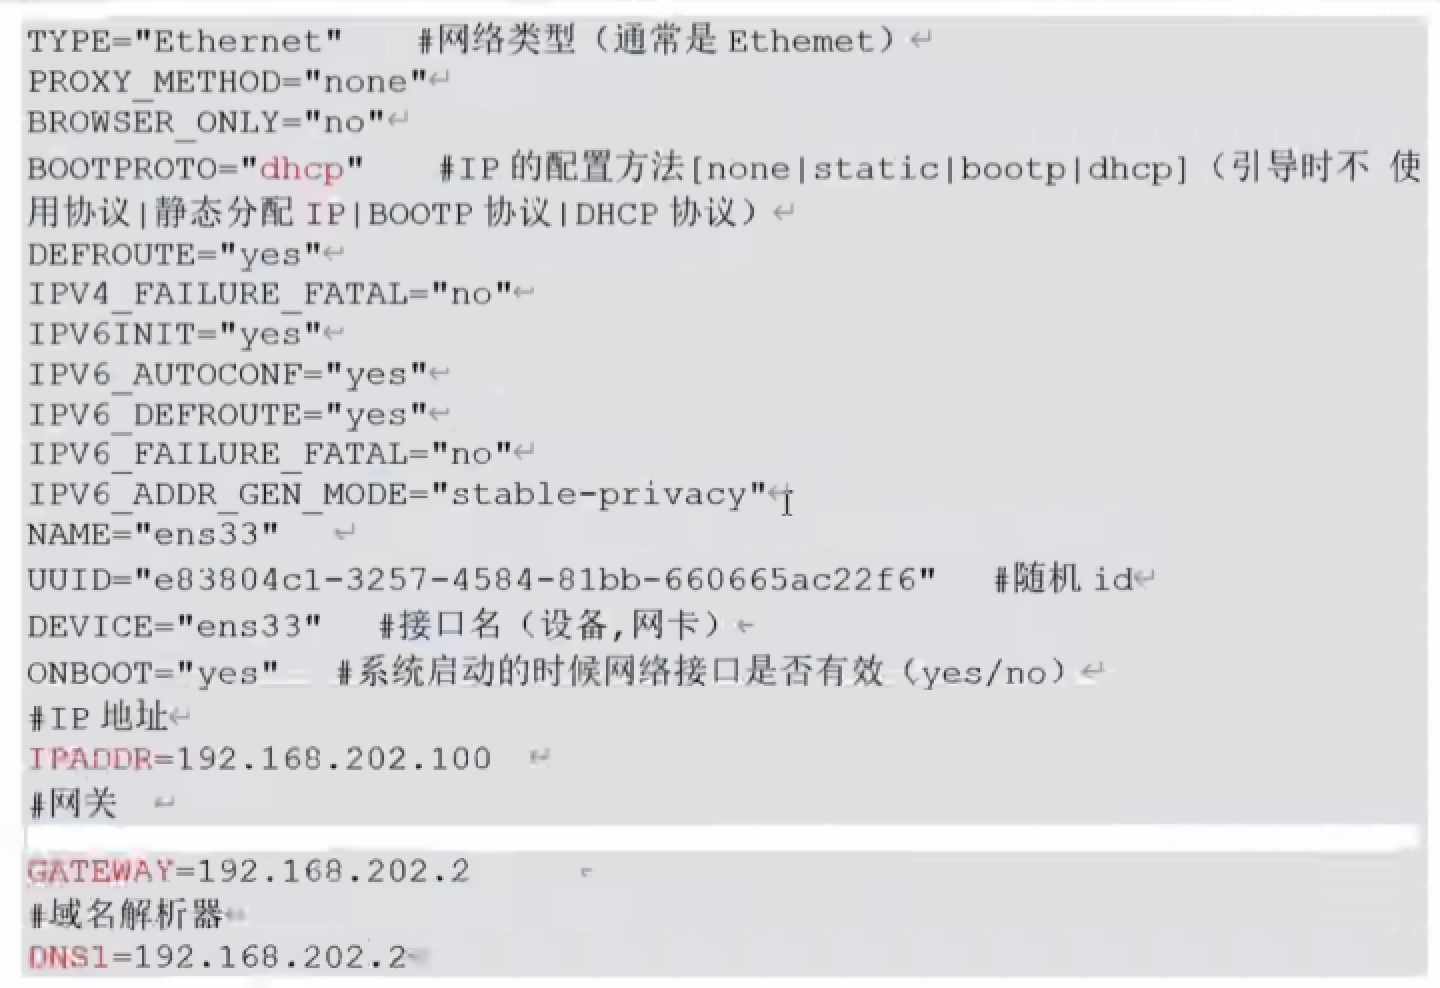 TYPE="Ethernet"    #网络类型（通常是 Ethemet）
PROXY_METHOD="none"
BROWSER_ONLY="no"
BOOTPROTO="dhcp"    #IP 的配置方法[none|static|bootp|dhcp]（引导时不 使
用协议|静态分配 IP|BOOTP 协议|DHCP 协议）
DEFROUTE="yes"
IPV4_FAILURE_FATAL="no"
IPV6INIT="yes"
IPV6_AUTOCONF="yes"
IPV6_DEFROUTE="yes"
IPV6_FAILURE_FATAL="no"
IPV6_ADDR_GEN_MODE="stable-privacy"
NAME="ens33"
UUID="e83804c1-3257-4584-81bb-660665ac22f6"   #随机 id
DEVICE="ens33"   #接口名（设备,网卡）
ONBOOT="yes"   #系统启动的时候网络接口是否有效（yes/no）
#IP 地址
IPADDR=192.168.202.100
#网关
GATEWAY=192.168.202.2
#域名解析器
DNS1=192.168.202.2